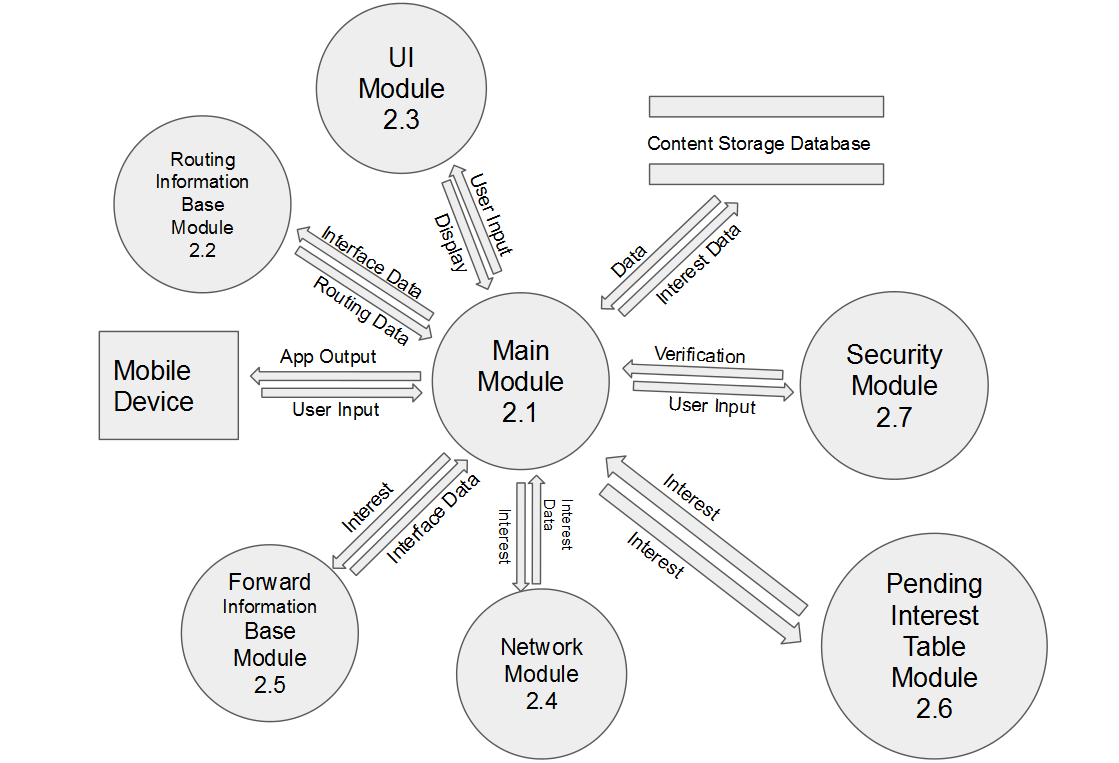 UI
Module
2.3
Routing
Information
Base
Module
2.2
Content Storage Database
User Input
Display
Interface Data
Routing Data
Data
Interest Data
Mobile
Device
App Output
User Input
Main
Module
2.1
Verification
User Input
Security
Module
2.7
Interest
Interface Data
Interest
Interest
Data
Interest
Interest
Forward
Information
Base
Module
2.5
Network
Module
2.4
Pending
Interest
Table
Module
2.6